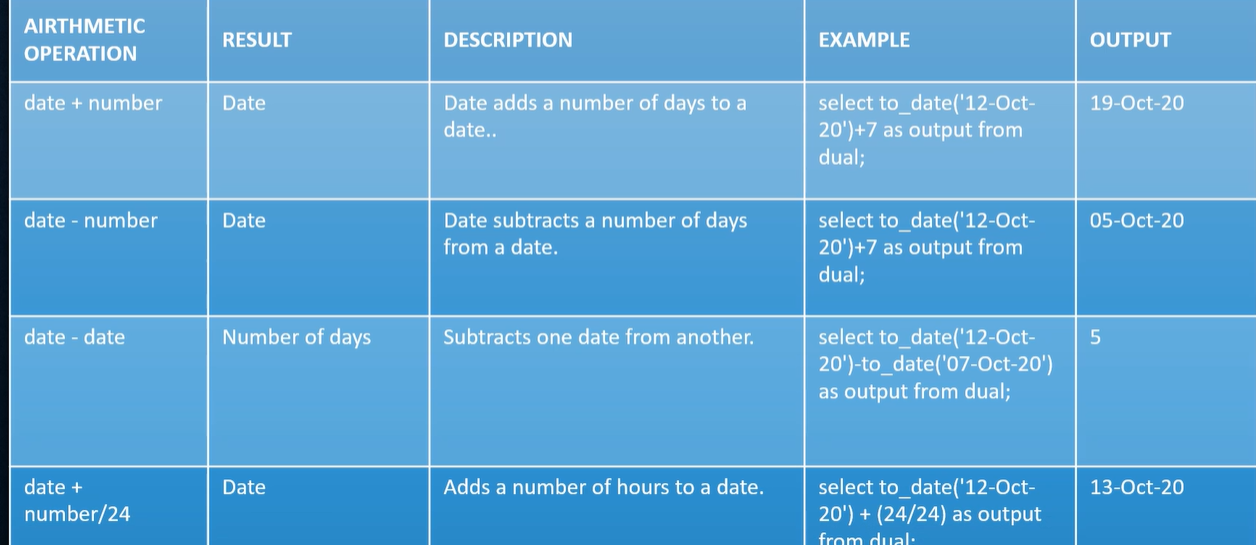 AIRTHMETIC
OPERATION
RESULT
DESCRIPTION
EXAMPLE
OUTPUT
date + number
Date
Date adds a number of days to a
date..
select to_date('12-Oct-
20')+7 as output from
dual;
19-Oct-20
date - number
Date
Date subtracts a number of days
from a date.
select to_date('12-Oct-
20')+7 as output from
dual;
05-Oct-20
date - date
Number of days
Subtracts one date from another.
select to_date('12-Oct-
20')-to_date('07-Oct-20')
as output from dual;
5
date +
number/24
Date
Adds a number of hours to a date.
select to_date('12-Oct-
20') + (24/24) as output
from dual;
13-Oct-20